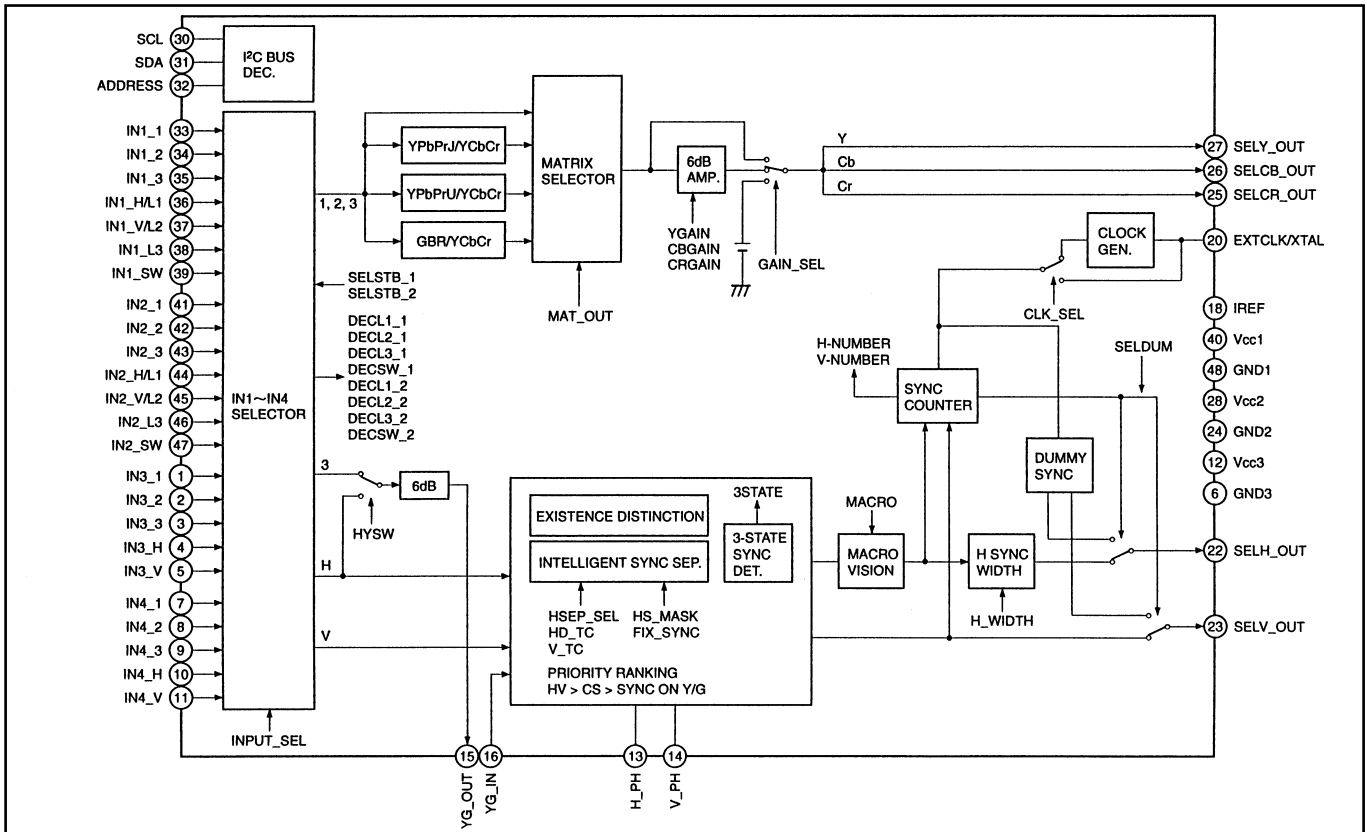 SCL 30
SDA 31
ADDRESS 32
I²C BUS
DEC.
IN1_1 33
IN1_2 34
IN1_3 35
IN1_H/L1 36
IN1_V/L2 37
IN1_L3 38
IN1_SW 39
IN2_1 41
IN2_2 42
IN2_3 43
IN2_H/L1 44
IN2_V/L2 45
IN2_L3 46
IN2_SW 47
IN3_1 1
IN3_2 2
IN3_3 3
IN3_H 4
IN3_V 5
IN4_1 7
IN4_2 8
IN4_3 9
IN4_H 10
IN4_V 11
IN1~IN4
SELECTOR
INPUT_SEL
1, 2, 3
YPbPrJ/YCbCr
YPbPrU/YCbCr
GBR/YCbCr
MATRIX
SELECTOR
MAT_OUT
SELSTB_1
SELSTB_2
DECL1_1
DECL2_1
DECL3_1
DECSW_1
DECL1_2
DECL2_2
DECL3_2
DECSW_2
6dB
AMP.
YGAIN
CBGAIN
CRGAIN
GAIN_SEL
Y
Cb
Cr
27 SELY_OUT
26 SELCB_OUT
25 SELCR_OUT
CLOCK
GEN.
20 EXTCLK/XTAL
CLK_SEL
18 IREF
40 Vcc1
48 GND1
28 Vcc2
24 GND2
12 Vcc3
6 GND3
H-NUMBER
V-NUMBER
SYNC
COUNTER
SELDUM
DUMMY
SYNC
3
6dB
HYSW
H
V
EXISTENCE DISTINCTION
INTELLIGENT SYNC SEP.
HSEP_SEL
HD_TC
V_TC
HS_MASK
FIX_SYNC
PRIORITY RANKING
HV > CS > SYNC ON Y/G
3STATE
3-STATE
SYNC
DET.
MACRO
MACRO
VISION
H SYNC
WIDTH
H_WIDTH
22 SELH_OUT
23 SELV_OUT
15 YG_OUT
16 YG_IN
13 H_PH
14 V_PH